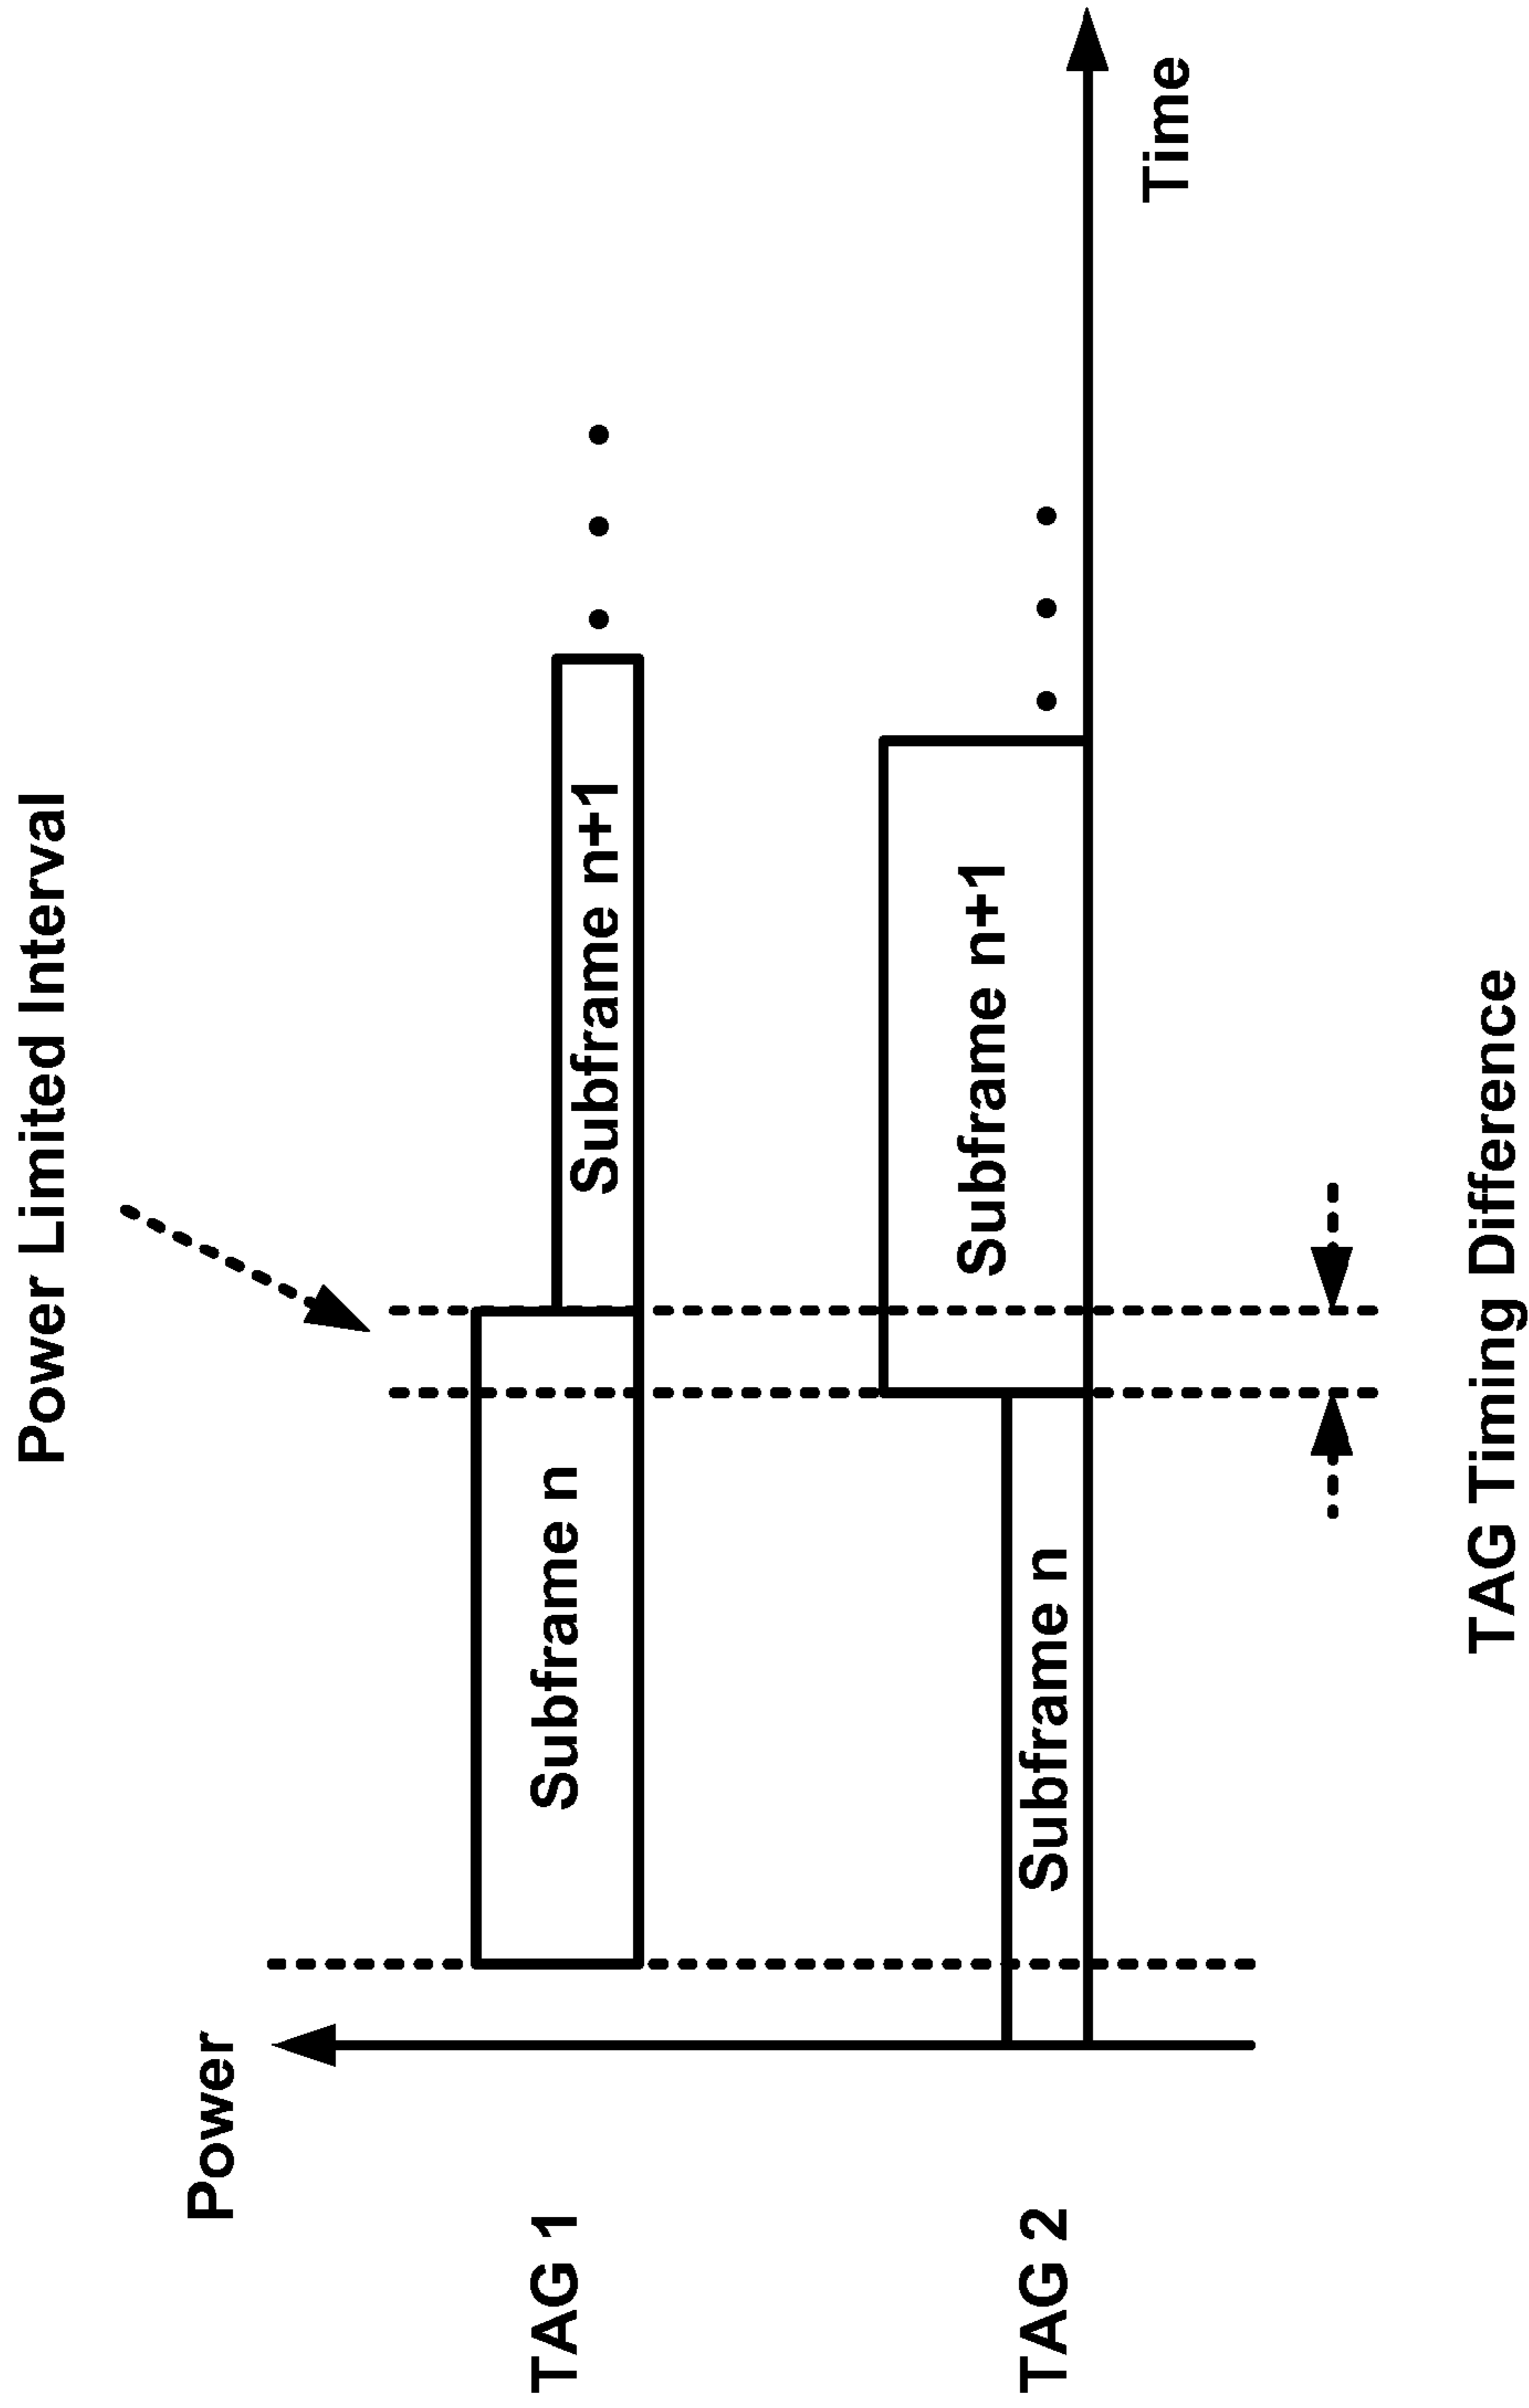 Power Limited Interval
Power
TAG 1
Subframe n
Subframe n+1
TAG 2
Subframe n
Subframe n+1
Time
TAG Timing Difference